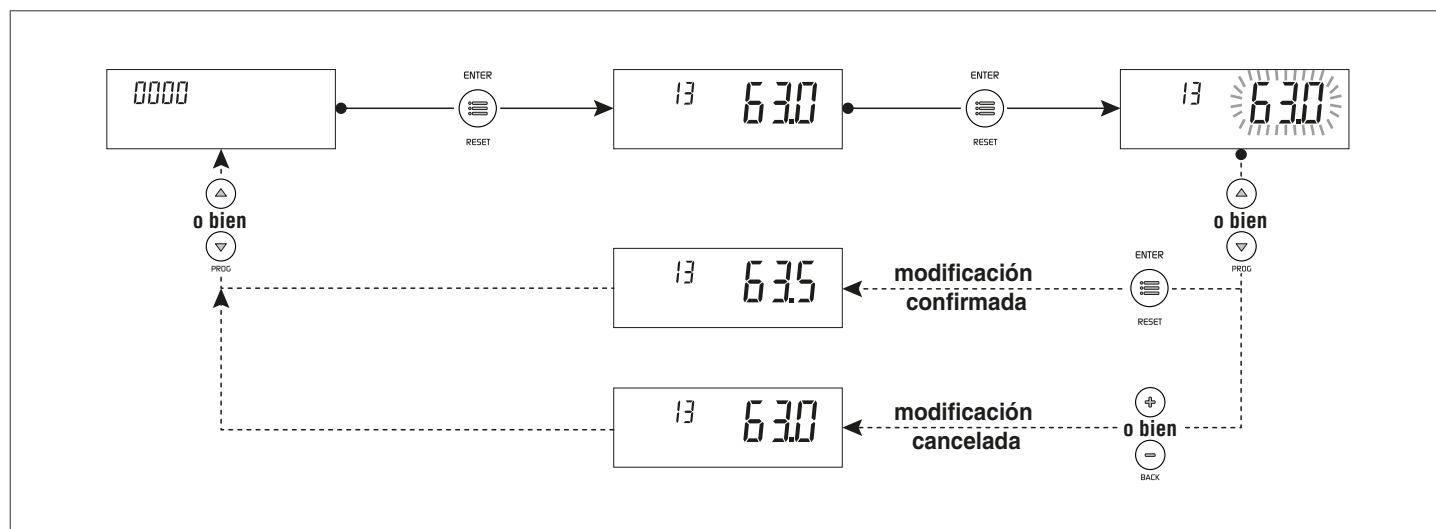 0000
ENTER
RESET
13 63.0
ENTER
RESET
13 63.0
o bien
PROG
o bien
PROG
13 63.5
modificación
confirmada
ENTER
RESET
13 63.0
modificación
cancelada
o bien
BACK